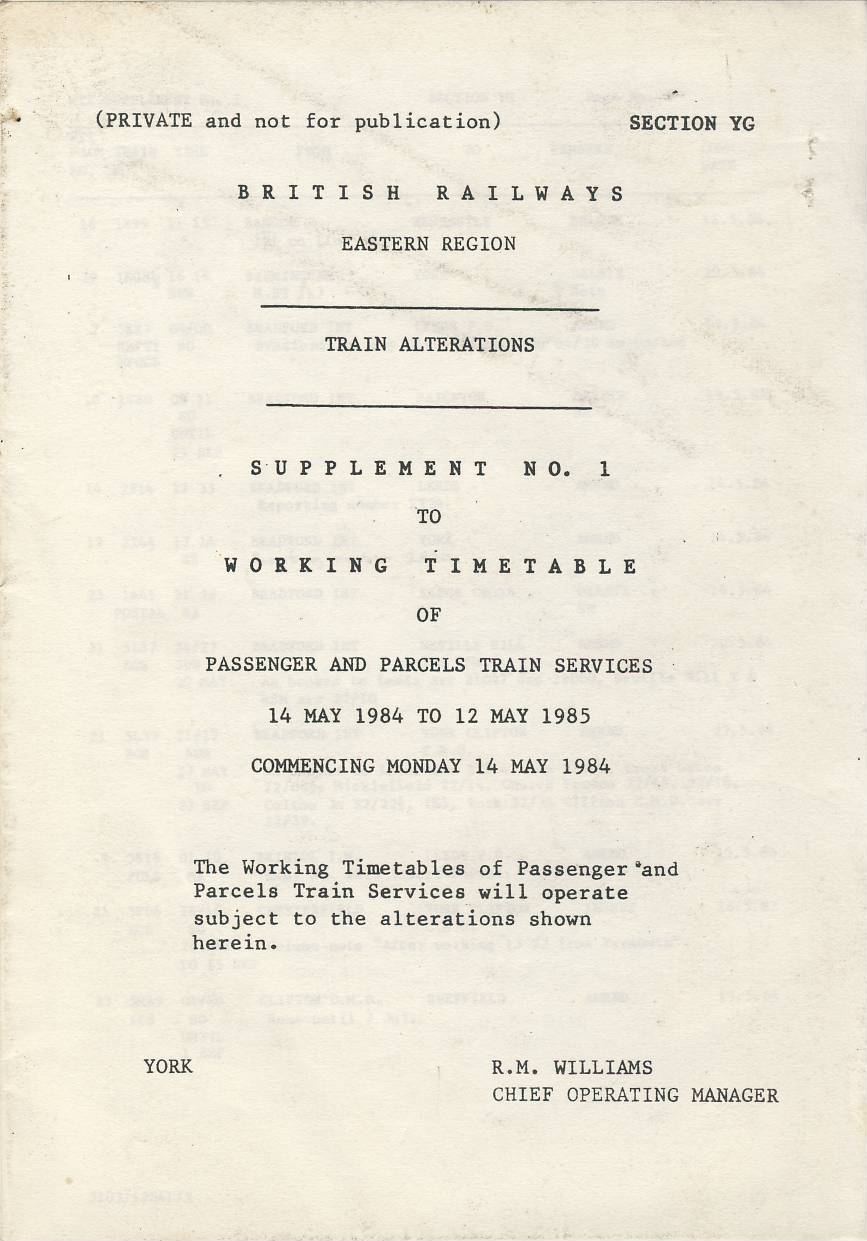 (PRIVATE and not for publication) SECTION YG
BRITISH RAILWAYS
EASTERN REGION
TRAIN ALTERATIONS
SUPPLEMENT NO. 1
TO
WORKING TIMETABLE
OF
PASSENGER AND PARCELS TRAIN SERVICES
14 MAY 1984 TO 12 MAY 1985
COMMENCING MONDAY 14 MAY 1984
The Working Timetables of Passenger and
Parcels Train Services will operate
subject to the alterations shown
herein.
YORK R.M. WILLIAMS
CHIEF OPERATING MANAGER